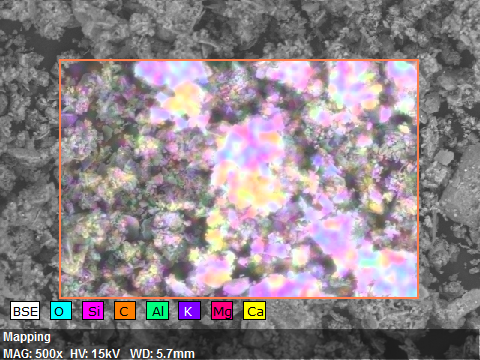 BSE O Si C Al K Mg Ca
Mapping
MAG: 500x HV: 15kV WD: 5.7mm